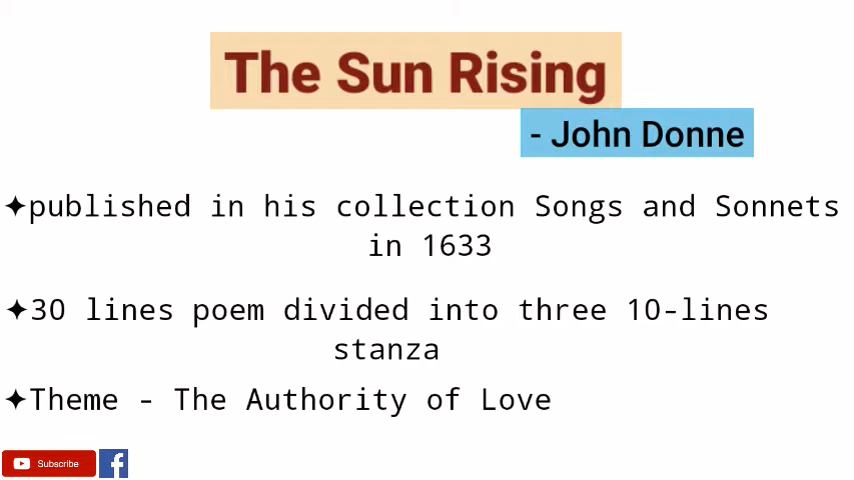 The Sun Rising
- John Donne
✦published in his collection Songs and Sonnets
in 1633
✦30 lines poem divided into three 10-lines
stanza
✦Theme - The Authority of Love
Subscribe
f